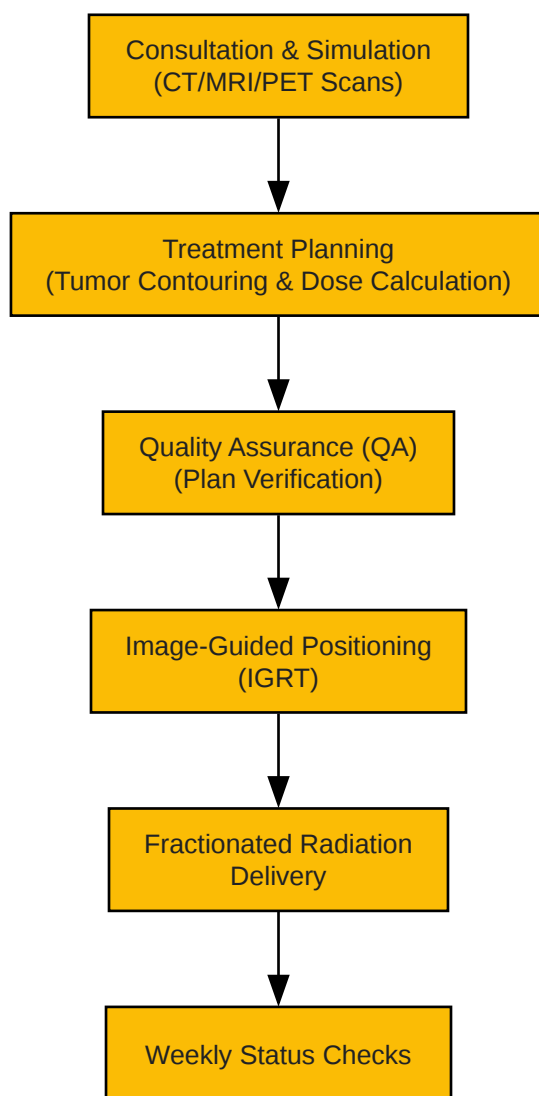 Consultation & Simulation
(CT/MRI/PET Scans)
Treatment Planning
(Tumor Contouring & Dose Calculation)
Quality Assurance (QA)
(Plan Verification)
Image-Guided Positioning
(IGRT)
Fractionated Radiation
Delivery
Weekly Status Checks